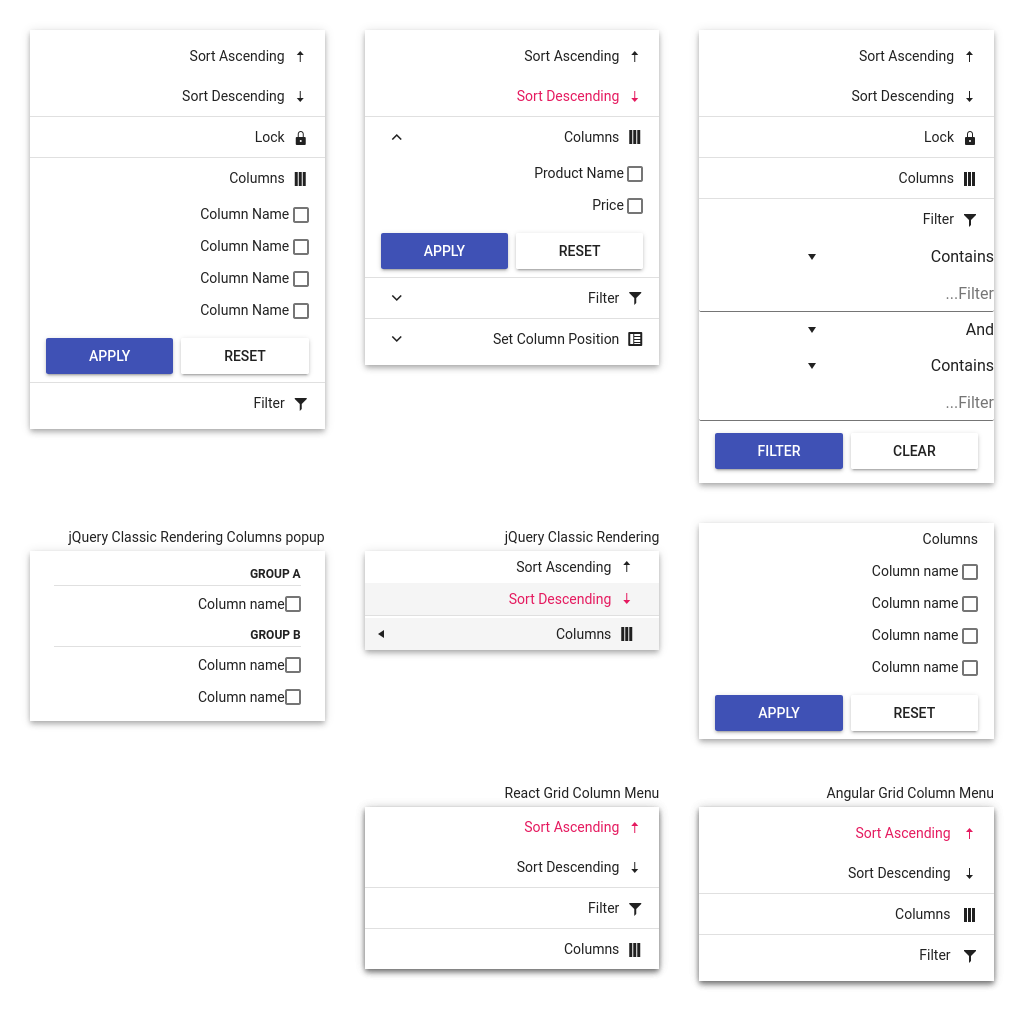 Sort Ascending
Sort Descending
Lock
Columns
Column Name
Column Name
Column Name
Column Name
APPLY RESET
Filter
Sort Ascending
Sort Descending
Columns
Product Name
Price
APPLY RESET
Filter
Set Column Position
Sort Ascending
Sort Descending
Lock
Columns
Filter
Contains
...Filter
And
Contains
...Filter
FILTER CLEAR
jQuery Classic Rendering Columns popup
GROUP A
Column name
GROUP B
Column name
Column name
jQuery Classic Rendering
Sort Ascending
Sort Descending
Columns
Columns
Column name
Column name
Column name
Column name
APPLY RESET
React Grid Column Menu
Sort Ascending
Sort Descending
Filter
Columns
Angular Grid Column Menu
Sort Ascending
Sort Descending
Columns
Filter